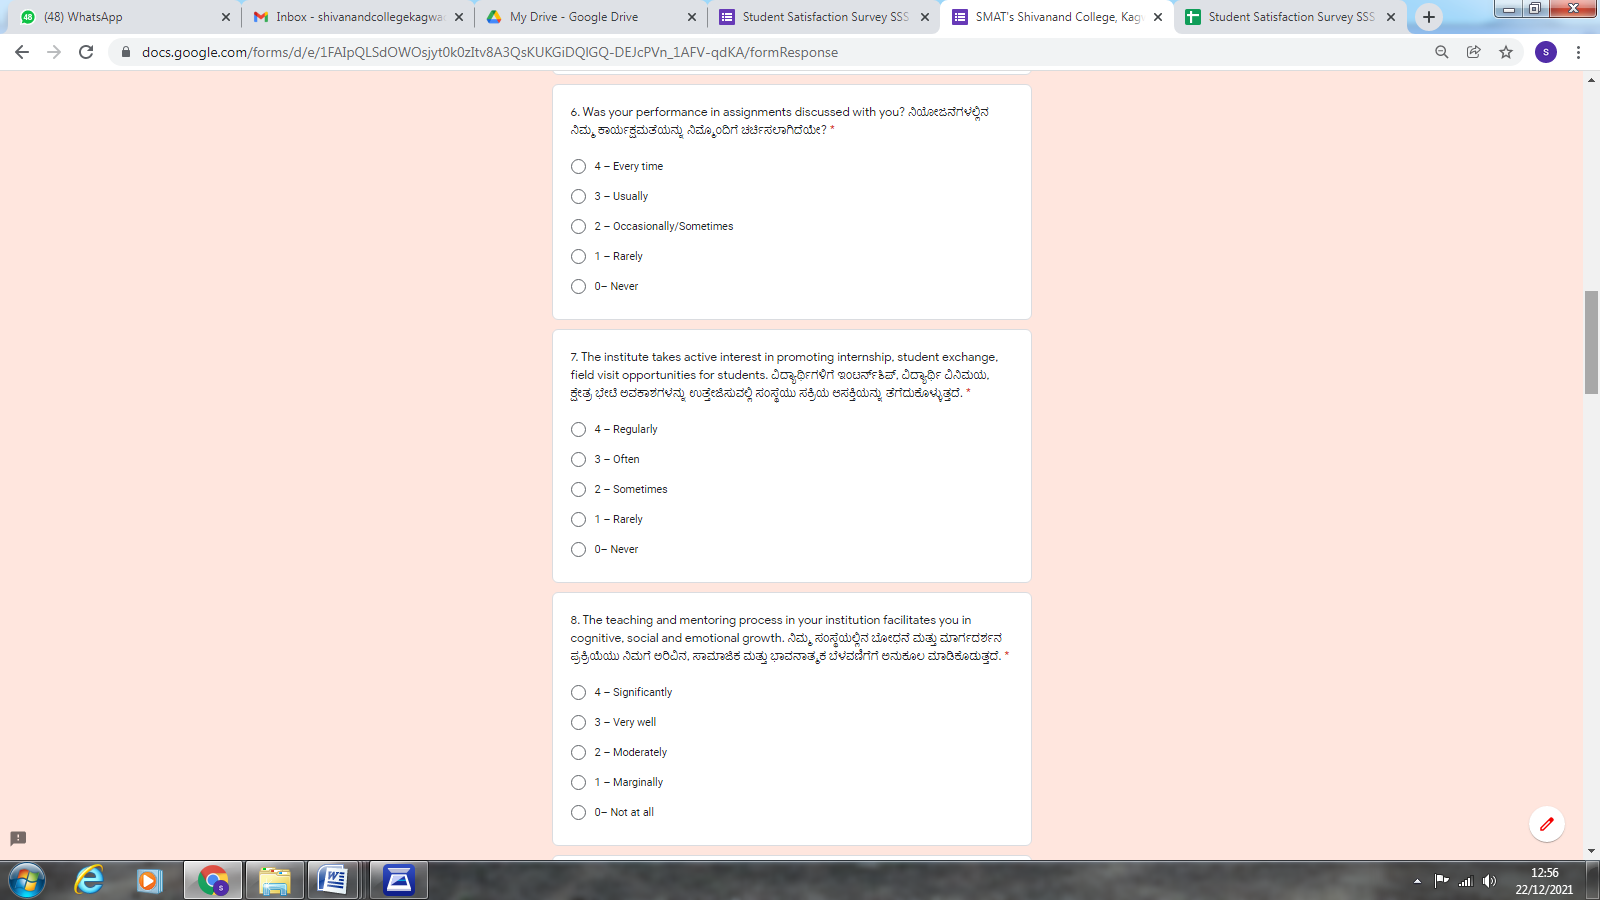 (48) WhatsApp
Inbox - shivanandcollegekagwa
My Drive - Google Drive
Student Satisfaction Survey SSS
SMAT's Shivanand College, Kag
Student Satisfaction Survey SSS
docs.google.com/forms/d/e/1FAIpQLSdOWOsjyt0k0zItv8A3QsKUKGiDQlGQ-DEJcPVn_1AFV-qdKA/formResponse
6. Was your performance in assignments discussed with you? ನಿಯೋಜನೆಗಳಲ್ಲಿನ
ನಿಮ್ಮ ಕಾರ್ಯಕ್ಷಮತೆಯನ್ನು ನಿಮ್ಮೊಂದಿಗೆ ಚರ್ಚಿಸಲಾಗಿದೆಯೇ? *
4 – Every time
3 – Usually
2 – Occasionally/Sometimes
1 – Rarely
0– Never
7. The institute takes active interest in promoting internship, student exchange,
field visit opportunities for students. ವಿದ್ಯಾರ್ಥಿಗಳಿಗೆ ಇಂಟರ್ನ್‌ಶಿಪ್, ವಿದ್ಯಾರ್ಥಿ ವಿನಿಮಯ,
ಕ್ಷೇತ್ರ ಭೇಟಿ ಅವಕಾಶಗಳನ್ನು ಉತ್ತೇಜಿಸುವಲ್ಲಿ ಸಂಸ್ಥೆಯು ಸಕ್ರಿಯ ಆಸಕ್ತಿಯನ್ನು ತೆಗೆದುಕೊಳ್ಳುತ್ತದೆ. *
4 – Regularly
3 – Often
2 – Sometimes
1 – Rarely
0– Never
8. The teaching and mentoring process in your institution facilitates you in
cognitive, social and emotional growth. ನಿಮ್ಮ ಸಂಸ್ಥೆಯಲ್ಲಿನ ಬೋಧನೆ ಮತ್ತು ಮಾರ್ಗದರ್ಶನ
ಪ್ರಕ್ರಿಯೆಯು ನಿಮಗೆ ಅರಿವಿನ, ಸಾಮಾಜಿಕ ಮತ್ತು ಭಾವನಾತ್ಮಕ ಬೆಳವಣಿಗೆಗೆ ಅನುಕೂಲ ಮಾಡಿಕೊಡುತ್ತದೆ. *
4 – Significantly
3 – Very well
2 – Moderately
1 – Marginally
0– Not at all
12:56
22/12/2021